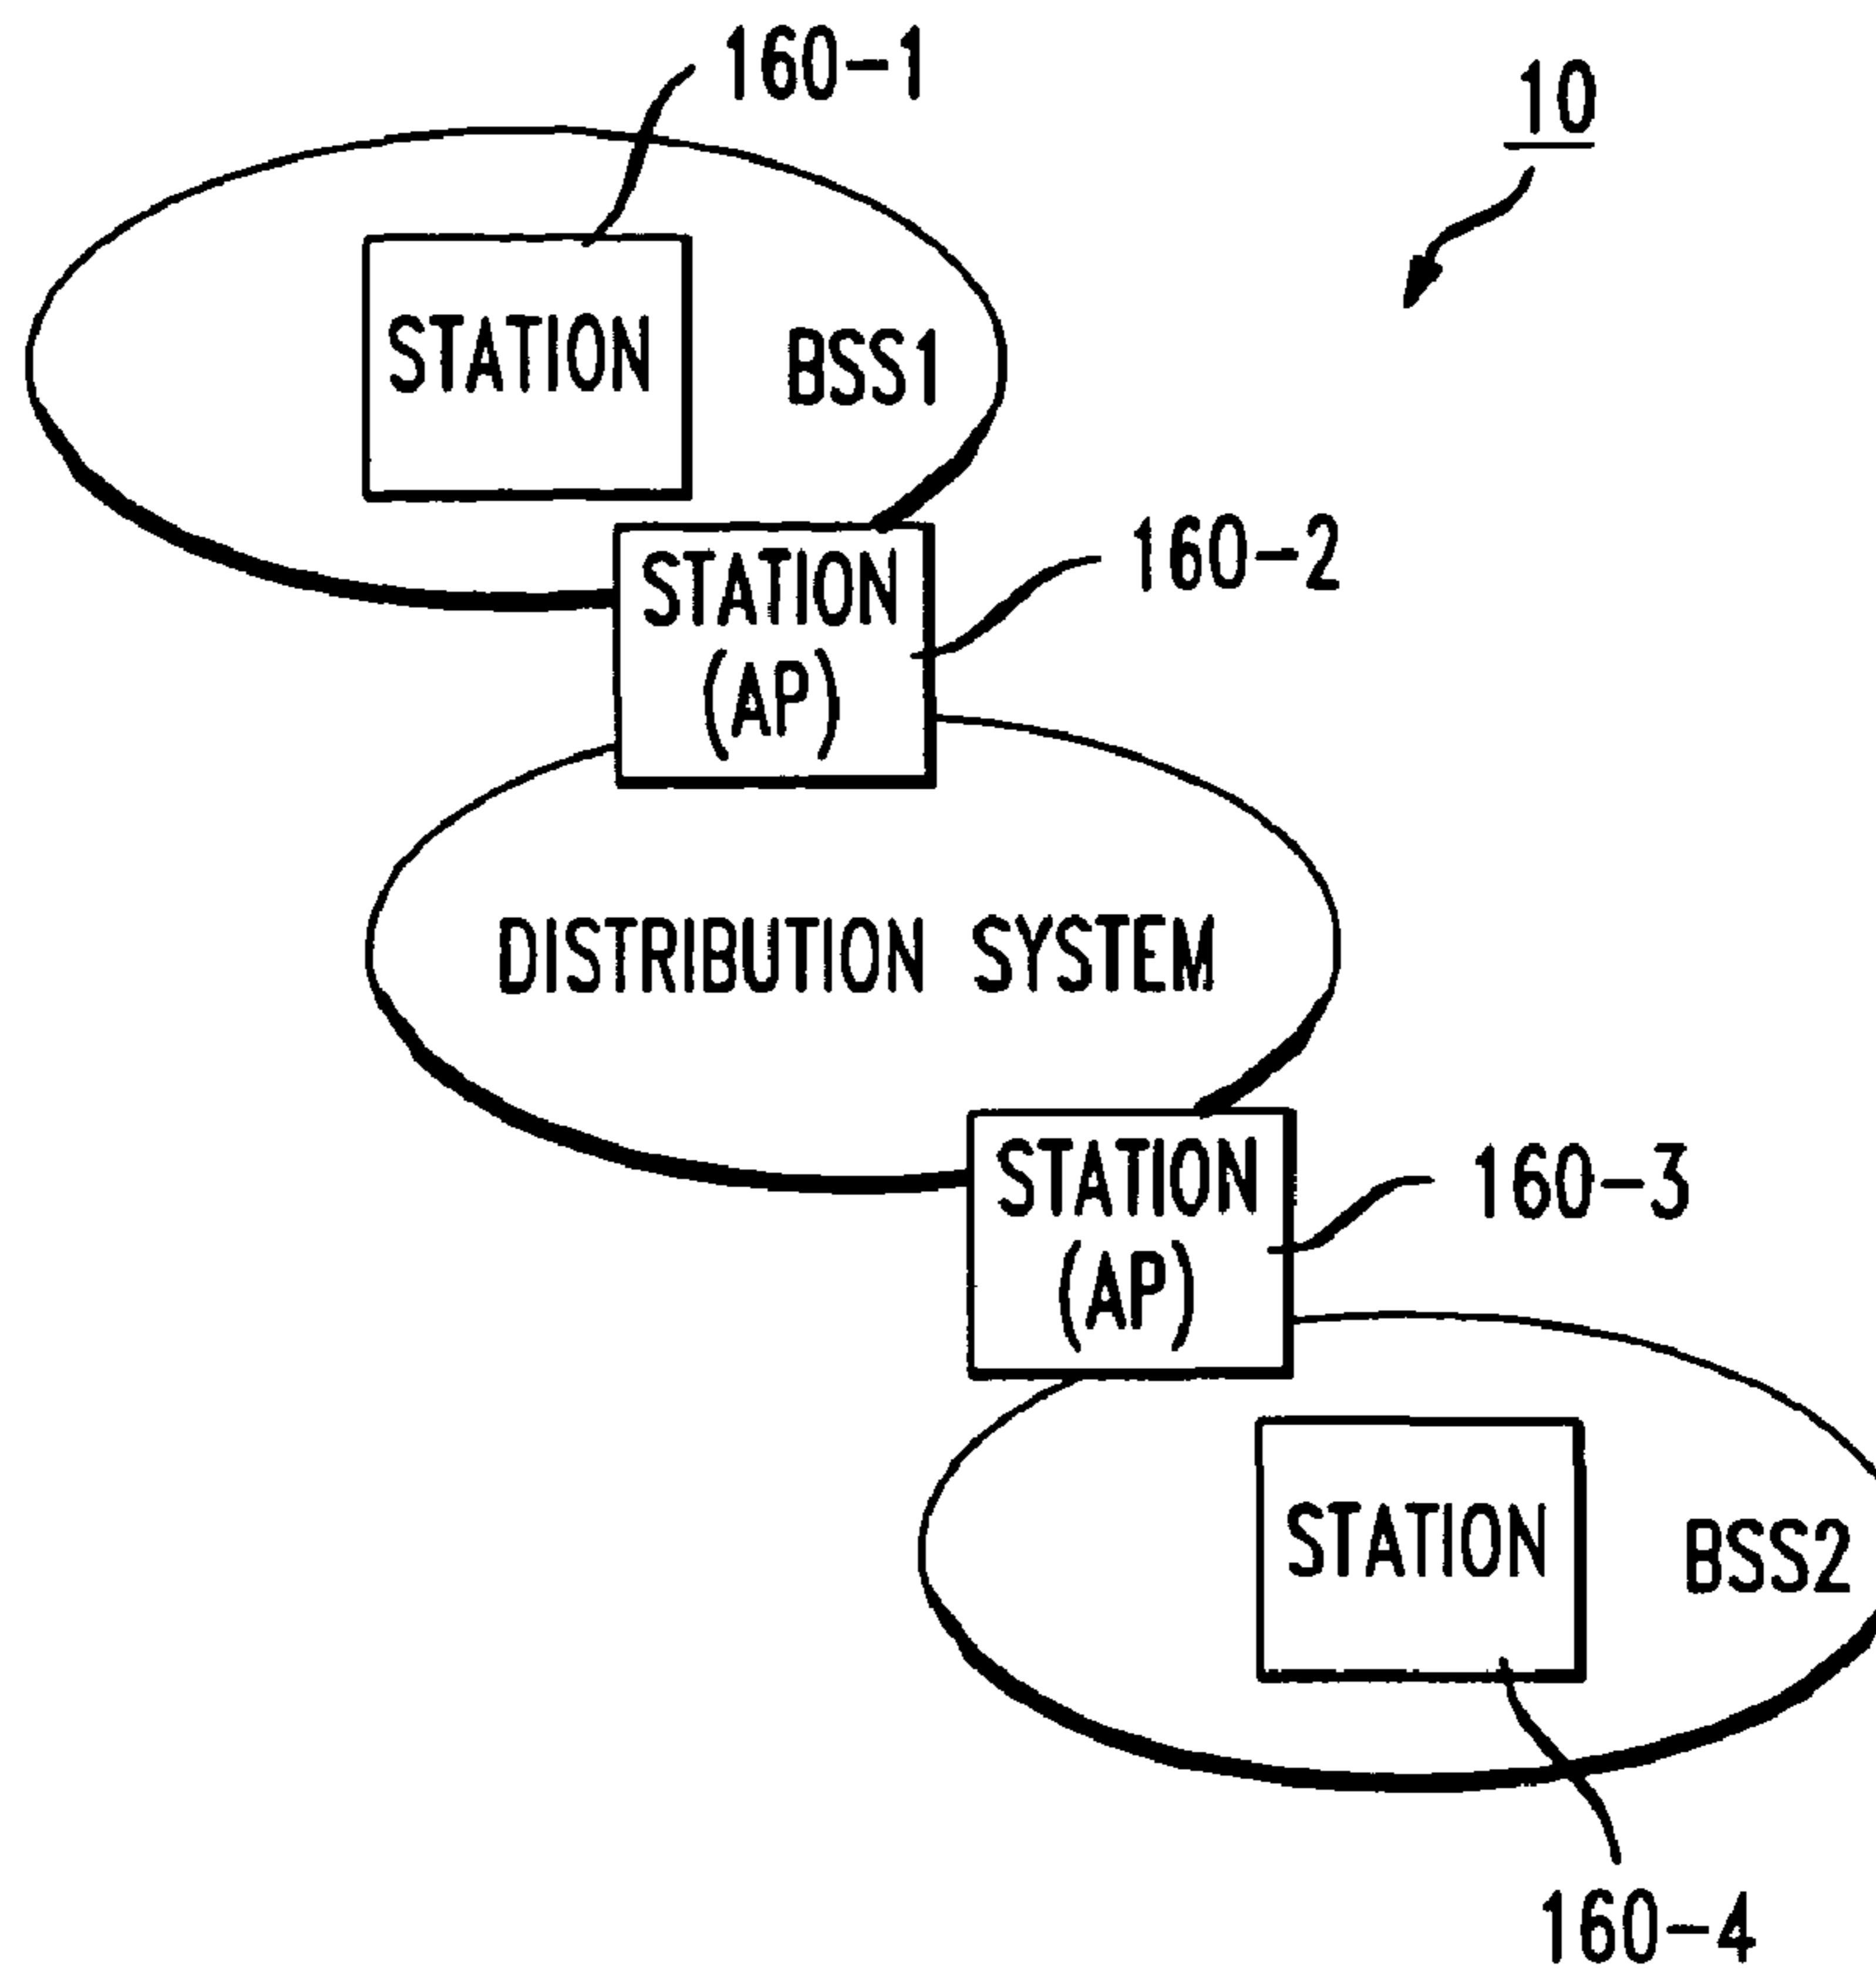 160-1
10
STATION
BSS1
STATION
(AP)
160-2
DISTRIBUTION SYSTEM
STATION
(AP)
160-3
STATION
BSS2
160-4